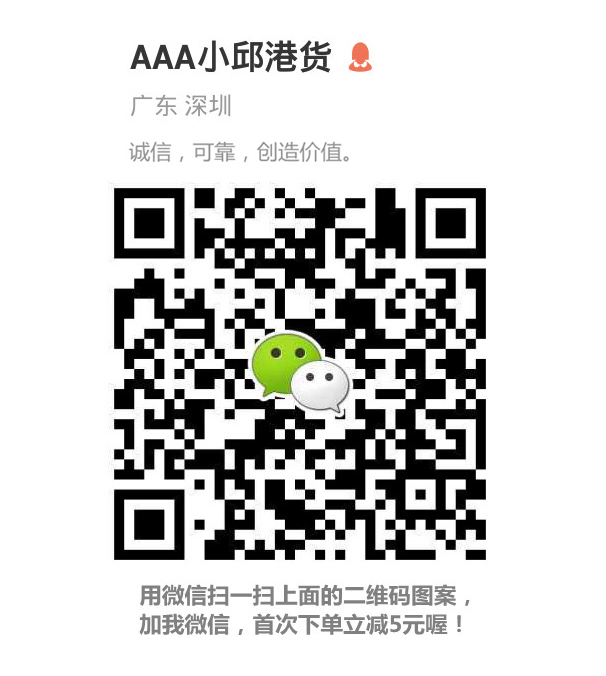 AAA小邱港货
广东 深圳
诚信，可靠，创造价值。
用微信扫一扫上面的二维码图案，
加我微信，首次下单立减5元喔！